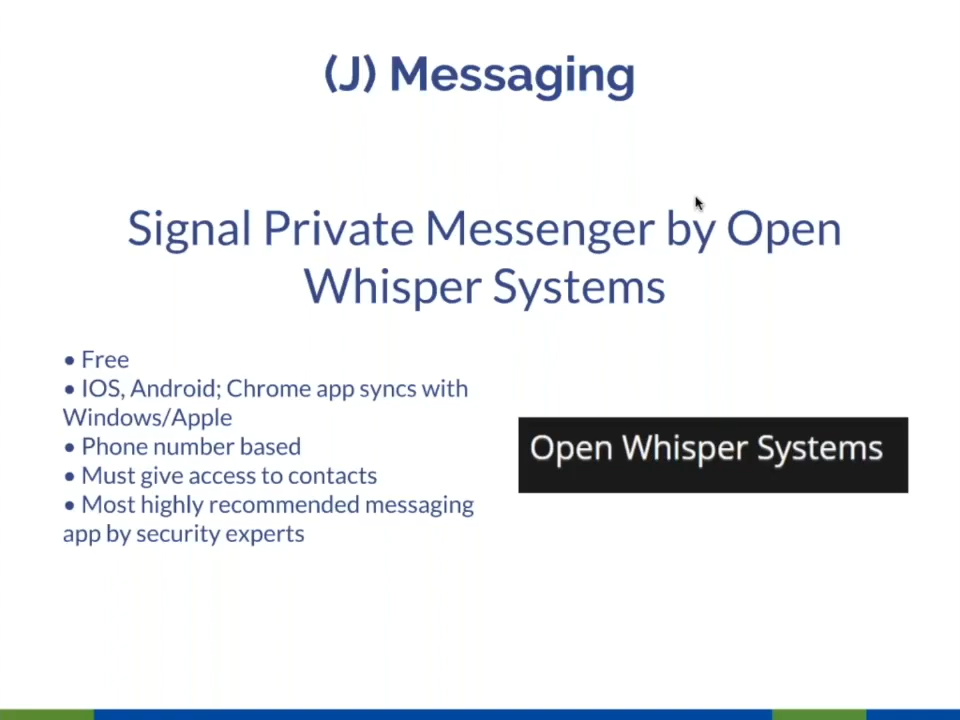 (J) Messaging
Signal Private Messenger by Open
Whisper Systems
• Free
• IOS, Android; Chrome app syncs with
Windows/Apple
• Phone number based
• Must give access to contacts
• Most highly recommended messaging
app by security experts
Open Whisper Systems